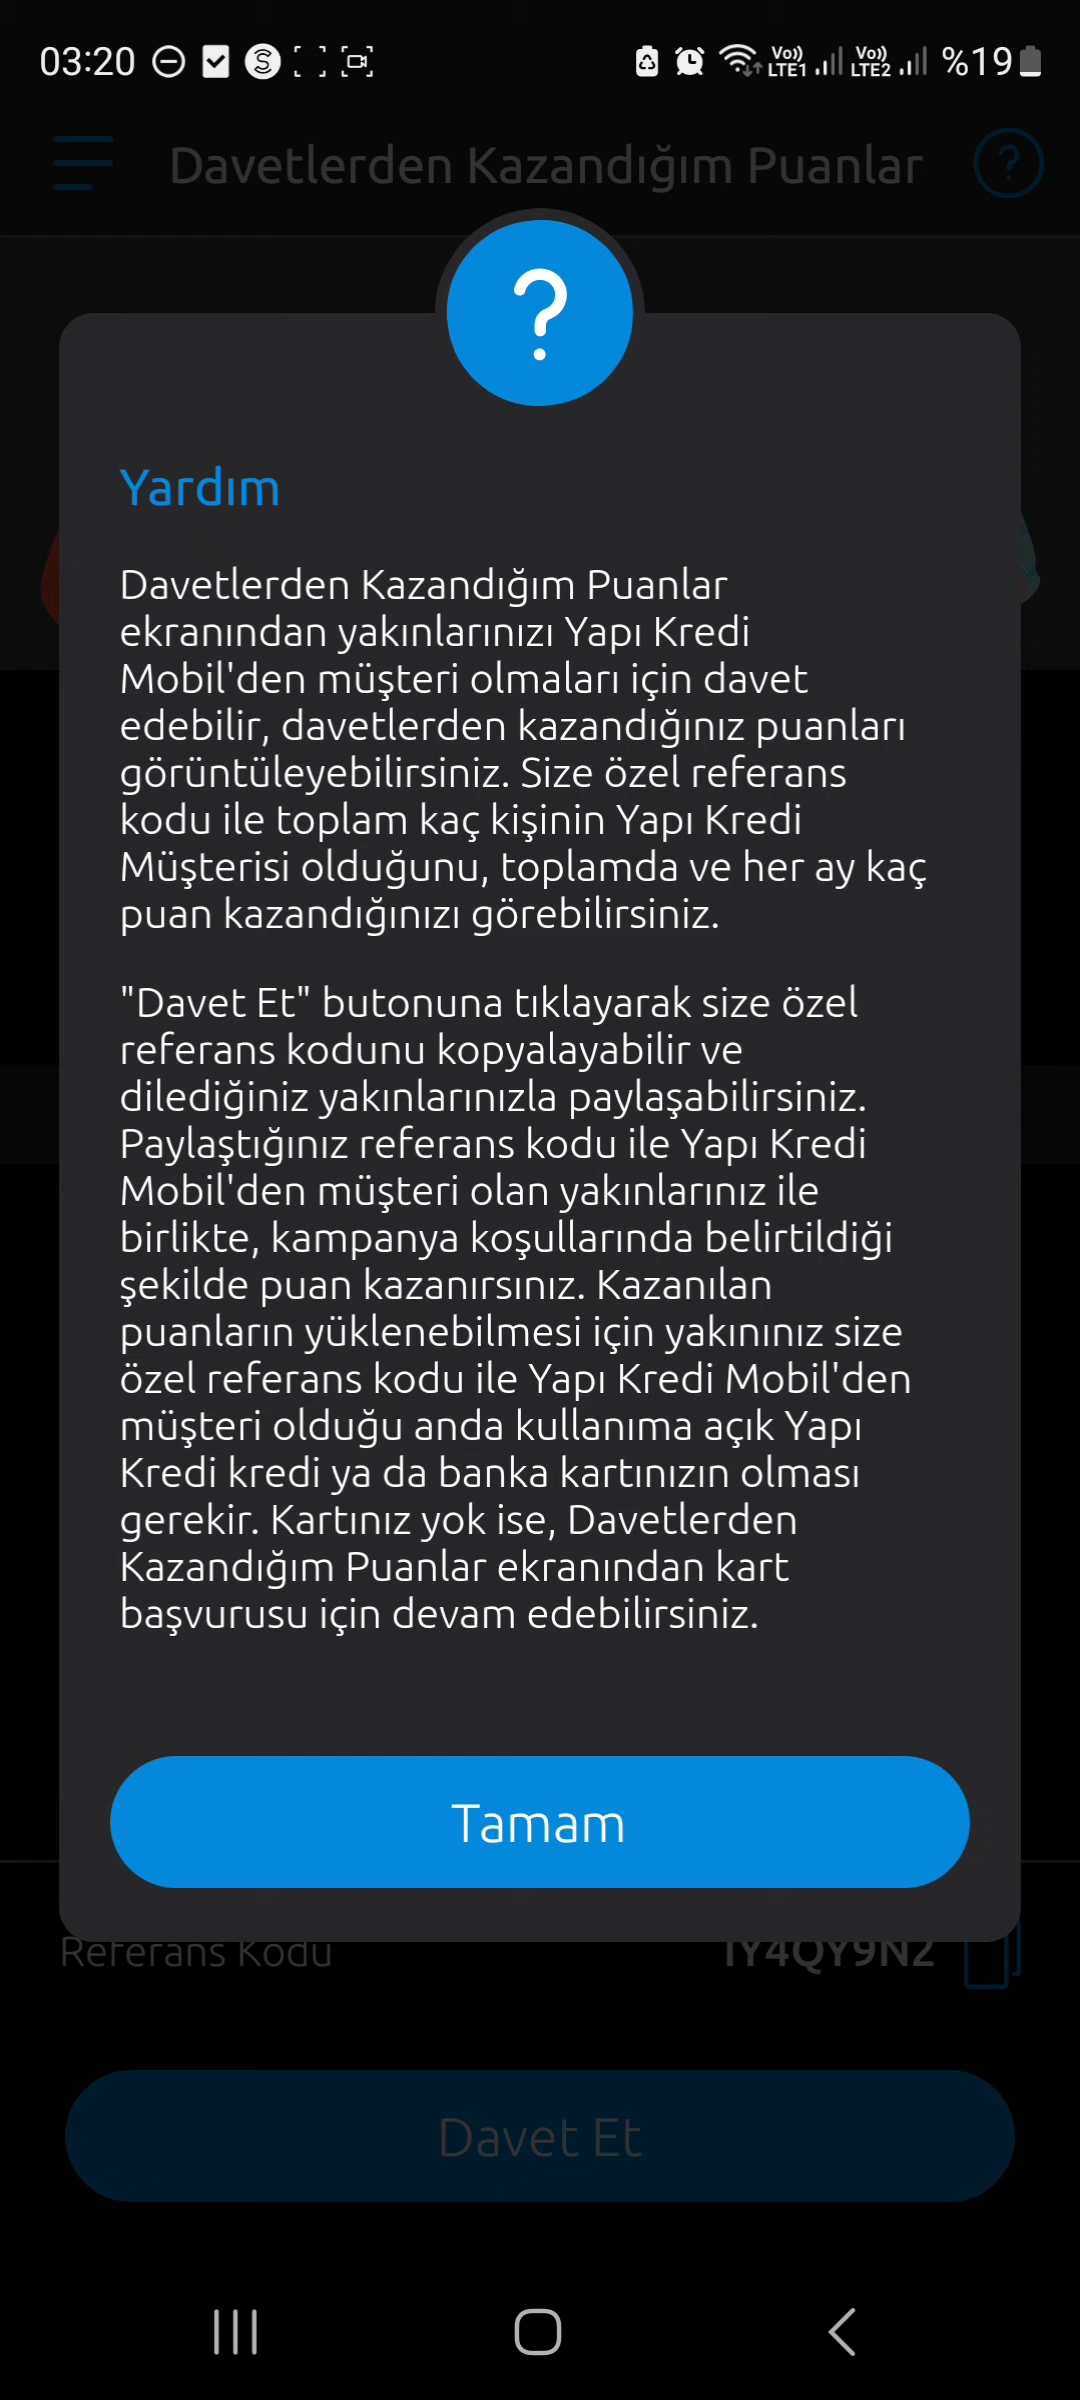 03:20 Vo)) LTE1 Vo)) LTE2 %19
Davetlerden Kazandığım Puanlar
Yardım
Davetlerden Kazandığım Puanlar
ekranından yakınlarınızı Yapı Kredi
Mobil'den müşteri olmaları için davet
edebilir, davetlerden kazandığınız puanları
görüntüleyebilirsiniz. Size özel referans
kodu ile toplam kaç kişinin Yapı Kredi
Müşterisi olduğunu, toplamda ve her ay kaç
puan kazandığınızı görebilirsiniz.
"Davet Et" butonuna tıklayarak size özel
referans kodunu kopyalayabilir ve
dilediğiniz yakınlarınızla paylaşabilirsiniz.
Paylaştığınız referans kodu ile Yapı Kredi
Mobil'den müşteri olan yakınlarınız ile
birlikte, kampanya koşullarında belirtildiği
şekilde puan kazanırsınız. Kazanılan
puanların yüklenebilmesi için yakınınız size
özel referans kodu ile Yapı Kredi Mobil'den
müşteri olduğu anda kullanıma açık Yapı
Kredi kredi ya da banka kartınızın olması
gerekir. Kartınız yok ise, Davetlerden
Kazandığım Puanlar ekranından kart
başvurusu için devam edebilirsiniz.
Tamam
Referans Kodu 1Y4QY9N2
Davet Et